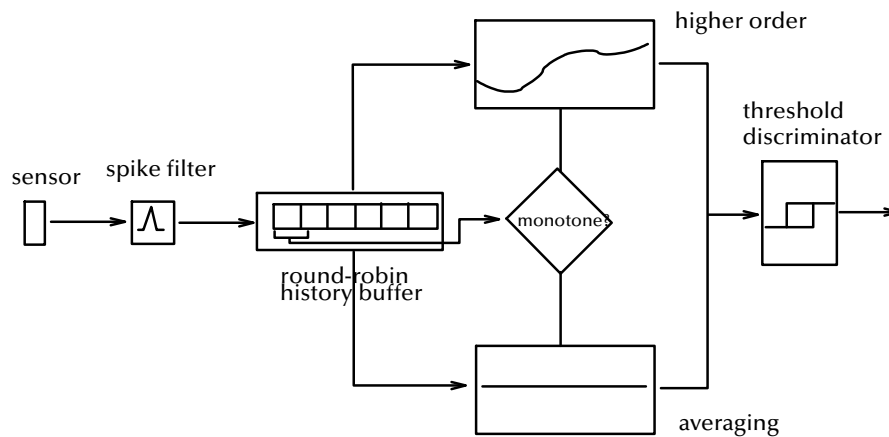 higher order
threshold
discriminator
spike filter
sensor
monotone?
round-robin
history buffer
averaging